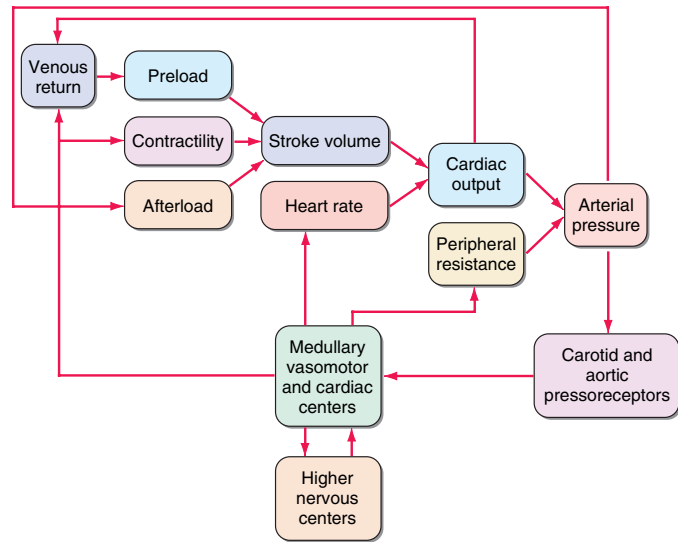 Venous
return
Preload
Contractility
Stroke volume
Afterload
Heart rate
Cardiac
output
Peripheral
resistance
Arterial
pressure
Medullary
vasomotor
and cardiac
centers
Carotid and
aortic
pressoreceptors
Higher
nervous
centers